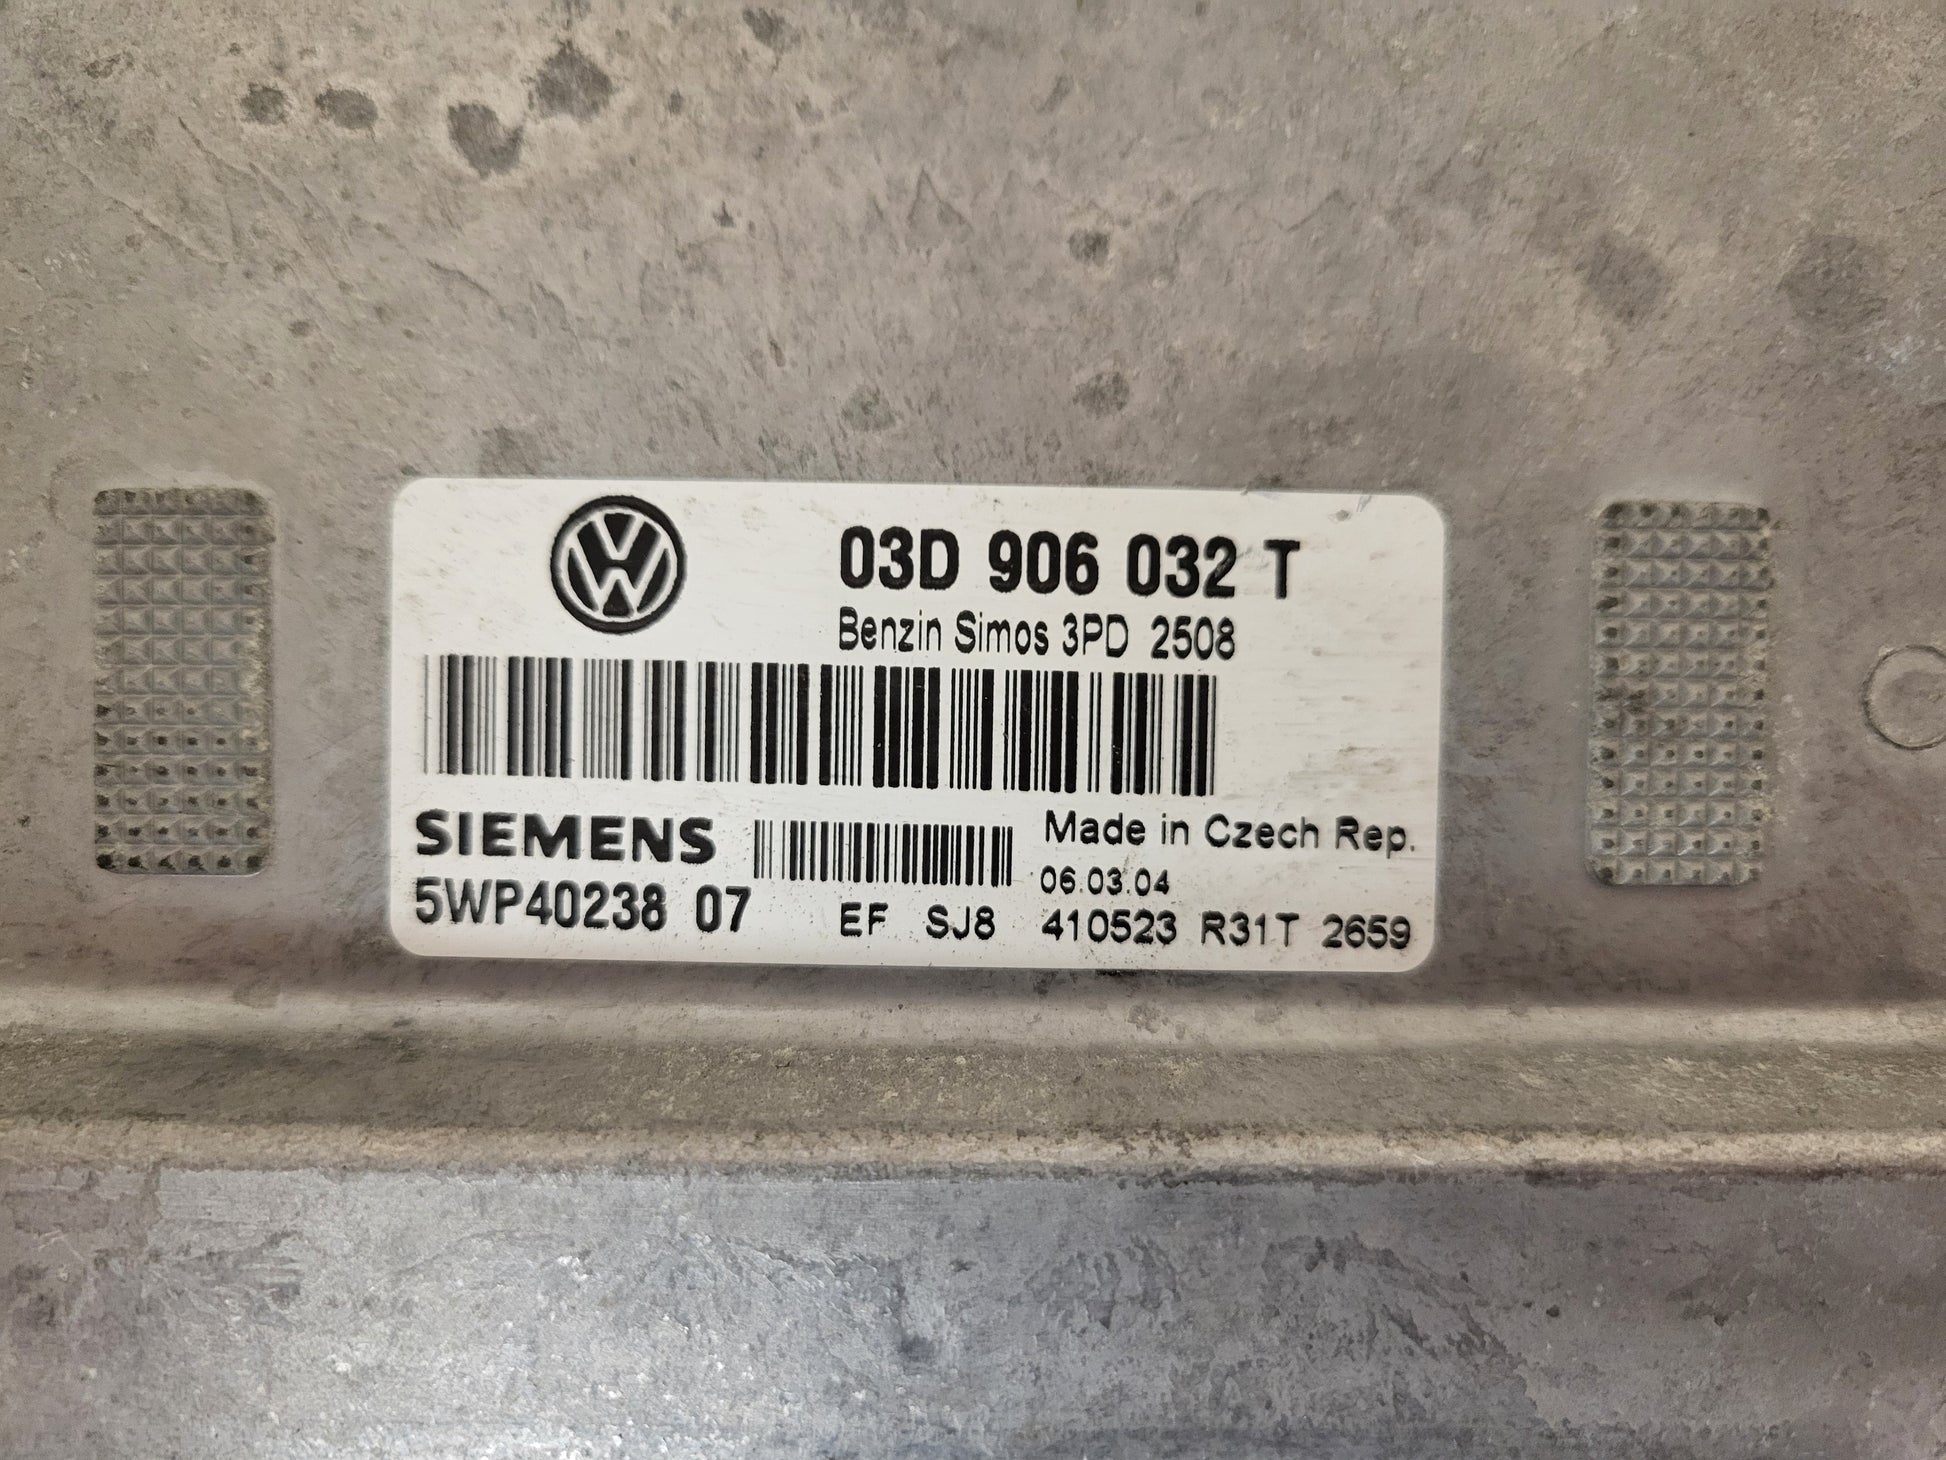 03D 906 032 T
Benzin Simos 3PD 2508
SIEMENS
Made in Czech Rep.
06.03.04
5WP40238 07
EF SJ8 410523 R31T 2659